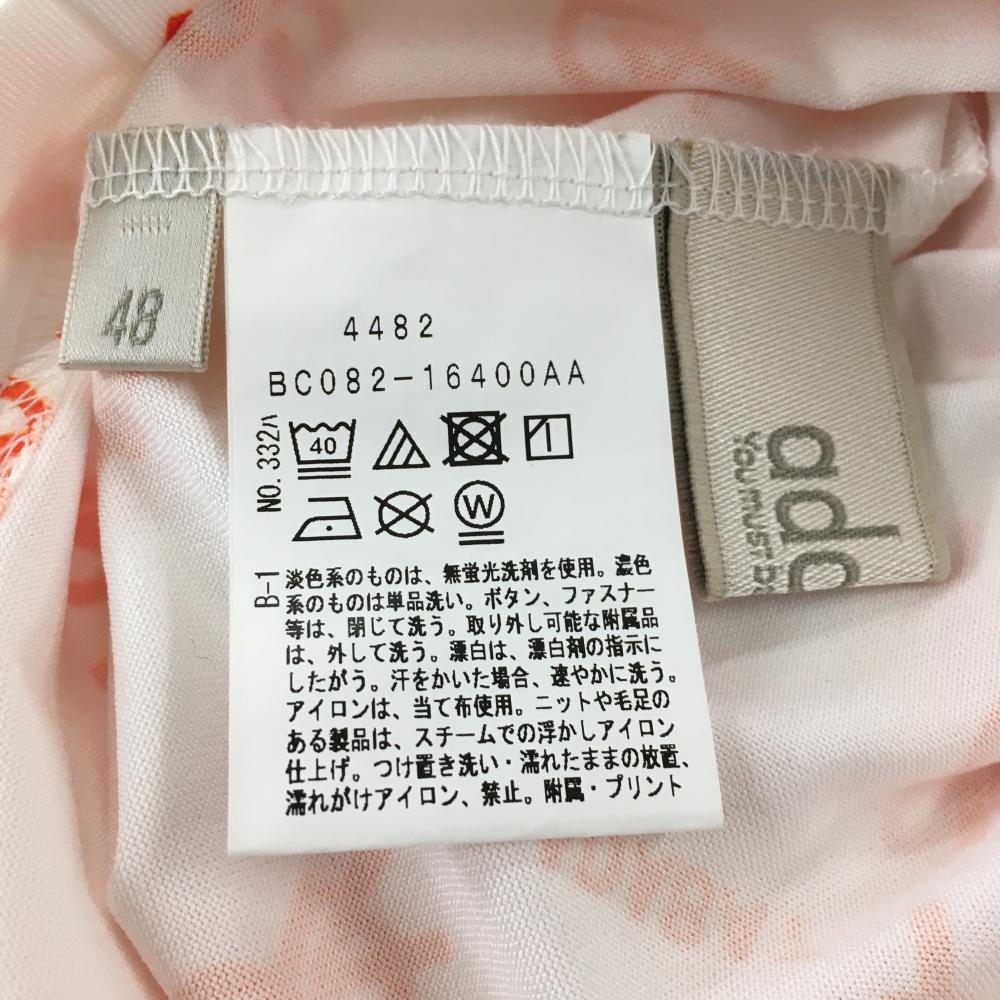 48
4482
BC082-16400AA
NO. 332ハ
40
W
B-1
淡色系のものは、無蛍光洗剤を使用。濃色
系のものは単品洗い。ボタン、ファスナー
等は、閉じて洗う。取り外し可能な附属品
は、外して洗う。漂白は、漂白剤の指示に
したがう。汗をかいた場合、速やかに洗う。
アイロンは、当て布使用。ニットや毛足の
ある製品は、スチームでの浮かしアイロン
仕上げ。つけ置き洗い・濡れたままの放置、
濡れがけアイロン、禁止。附属・プリント
YOU MUST B